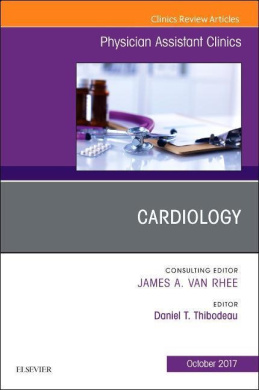 Clinics Review Articles
Physician Assistant Clinics
CARDIOLOGY
CONSULTING EDITOR
JAMES A. VAN RHEE
EDITOR
Daniel T. Thibodeau
ELSEVIER
October 2017